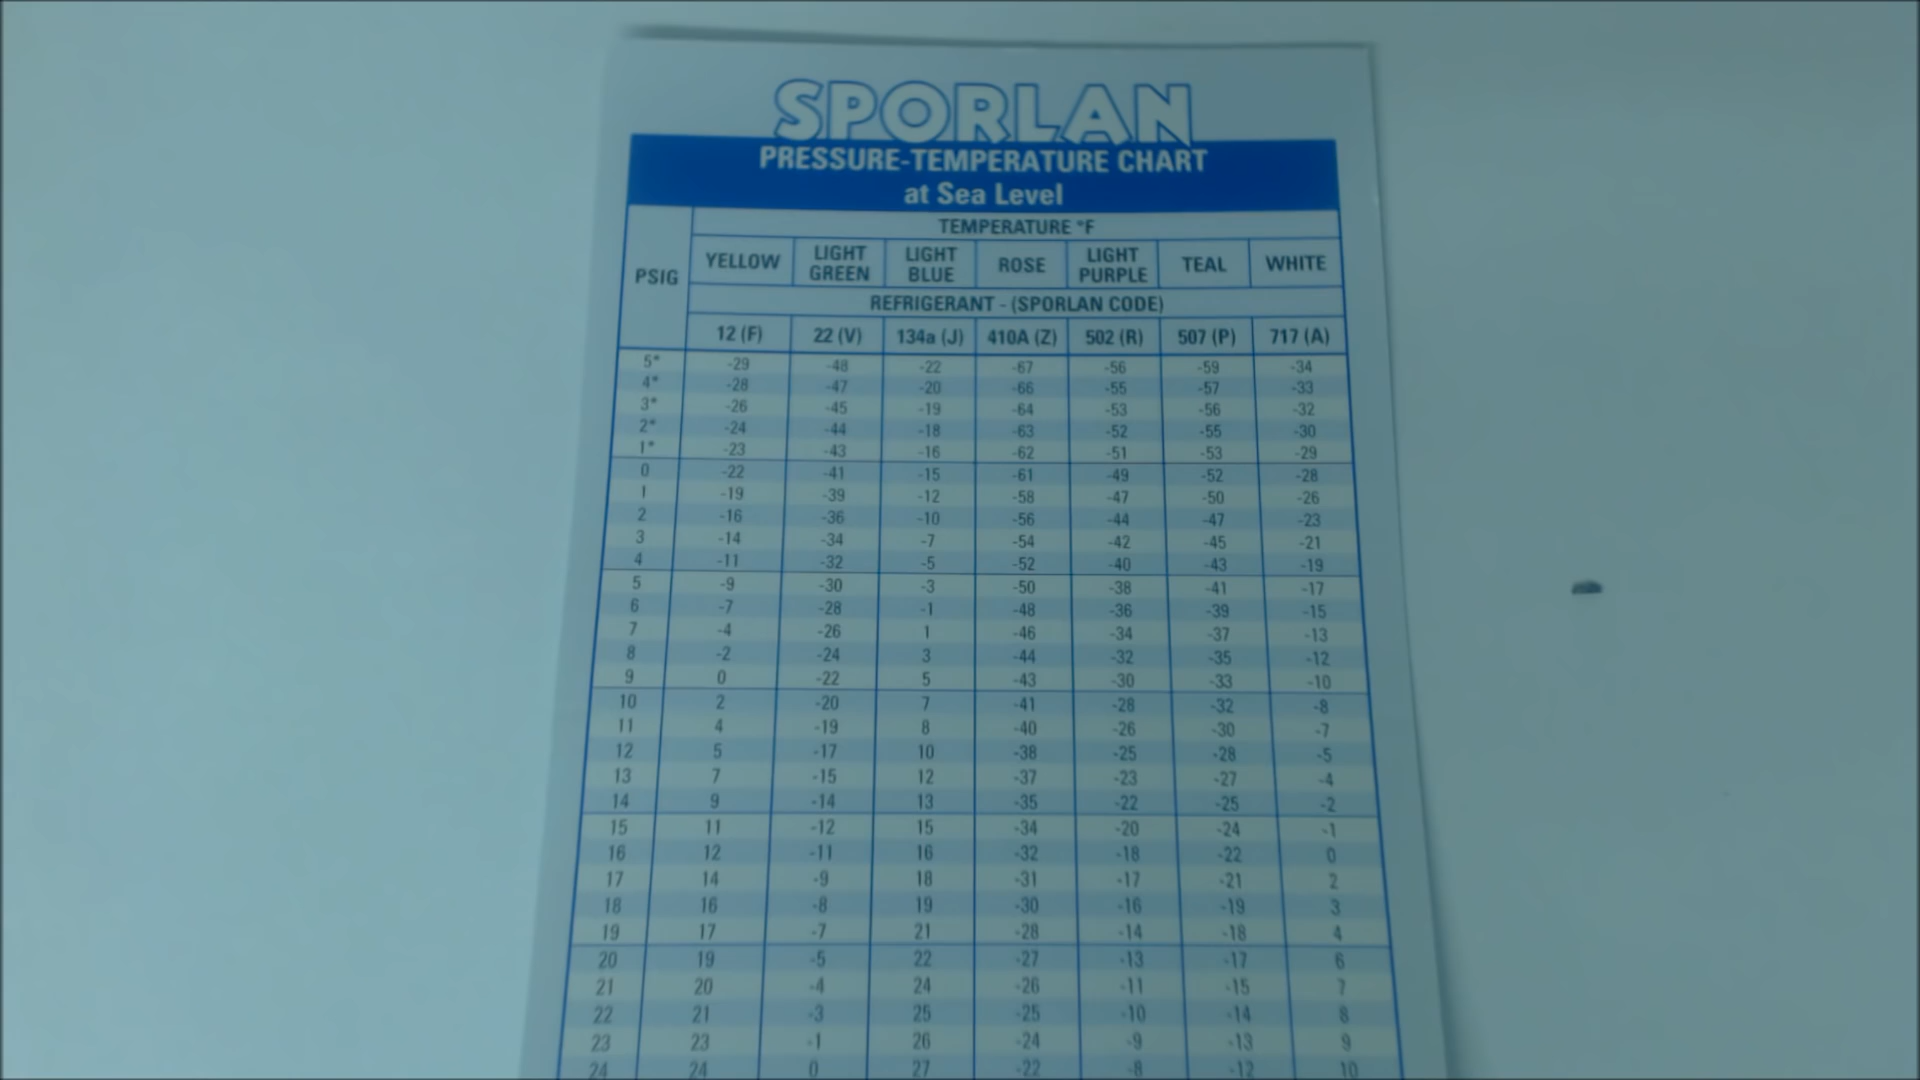 SPORLAN
PRESSURE-TEMPERATURE CHART
at Sea Level
TEMPERATURE °F
PSIG YELLOW LIGHT GREEN LIGHT BLUE ROSE LIGHT PURPLE TEAL WHITE
REFRIGERANT - (SPORLAN CODE)
12 (F) 22 (V) 134a (J) 410A (Z) 502 (R) 507 (P) 717 (A)
5* -29 -48 -22 -67 -56 -59 -34
4* -28 -47 -20 -66 -55 -57 -33
3* -26 -45 -19 -64 -53 -56 -32
2* -24 -44 -18 -63 -52 -55 -30
1* -23 -43 -16 -62 -51 -53 -29
0 -22 -41 -15 -61 -49 -52 -28
1 -19 -39 -12 -58 -47 -50 -26
2 -16 -36 -10 -56 -44 -47 -23
3 -14 -34 -7 -54 -42 -45 -21
4 -11 -32 -5 -52 -40 -43 -19
5 -9 -30 -3 -50 -38 -41 -17
6 -7 -28 -1 -48 -36 -39 -15
7 -4 -26 1 -46 -34 -37 -13
8 -2 -24 3 -44 -32 -35 -12
9 0 -22 5 -43 -30 -33 -10
10 2 -20 7 -41 -28 -32 -8
11 4 -19 8 -40 -26 -30 -7
12 5 -17 10 -38 -25 -28 -5
13 7 -15 12 -37 -23 -27 -4
14 9 -14 13 -35 -22 -25 -2
15 11 -12 15 -34 -20 -24 -1
16 12 -11 16 -32 -18 -22 0
17 14 -9 18 -31 -17 -21 2
18 16 -8 19 -30 -16 -19 3
19 17 -7 21 -28 -14 -18 4
20 19 -5 22 -27 -13 -17 6
21 20 -4 24 -26 -11 -15 7
22 21 -3 25 -25 -10 -14 8
23 23 -1 26 -24 -9 -13 9
24 24 0 27 -22 -8 -12 10